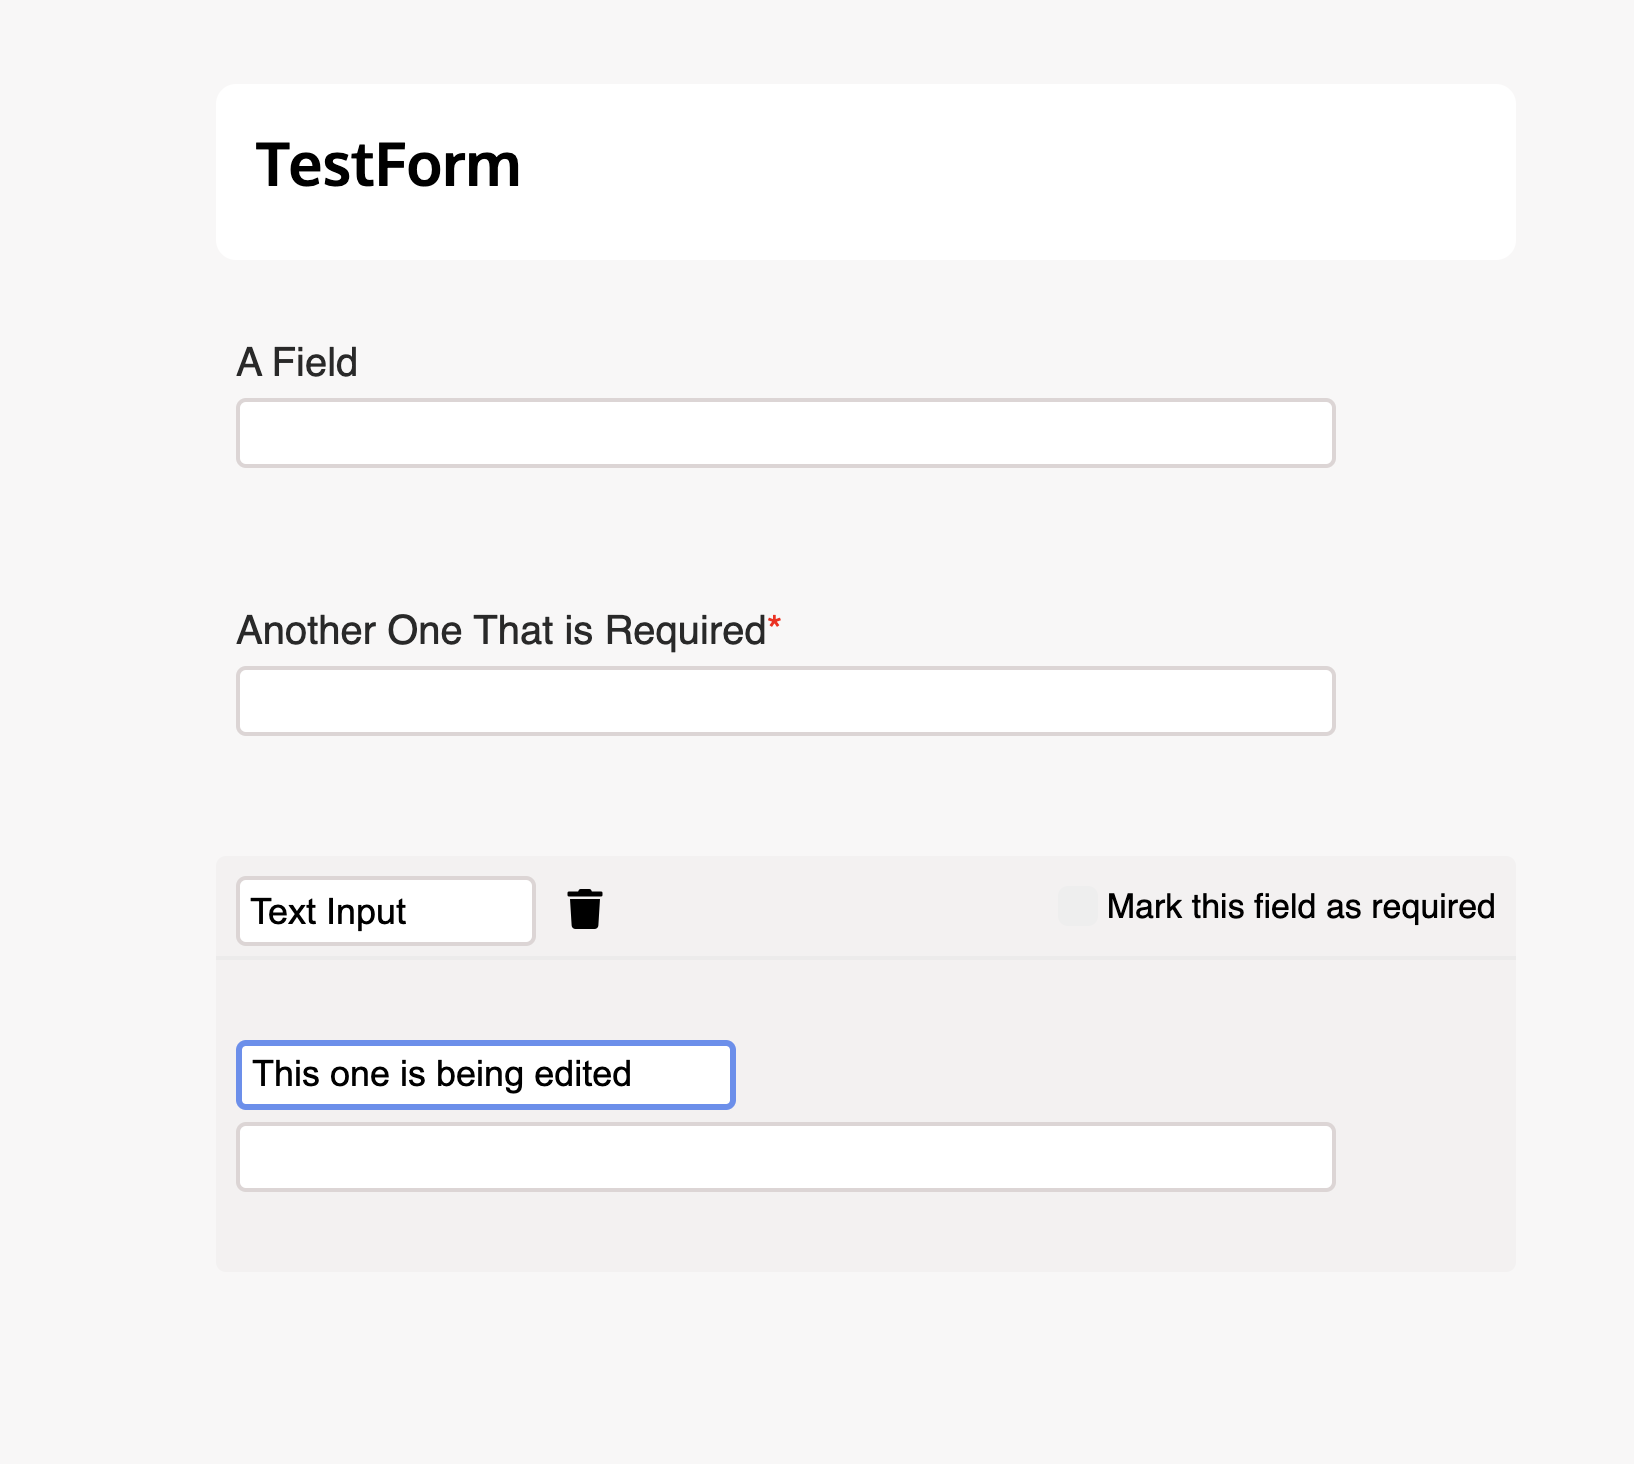 TestForm
A Field
Another One That is Required*
Text Input
Mark this field as required
This one is being edited